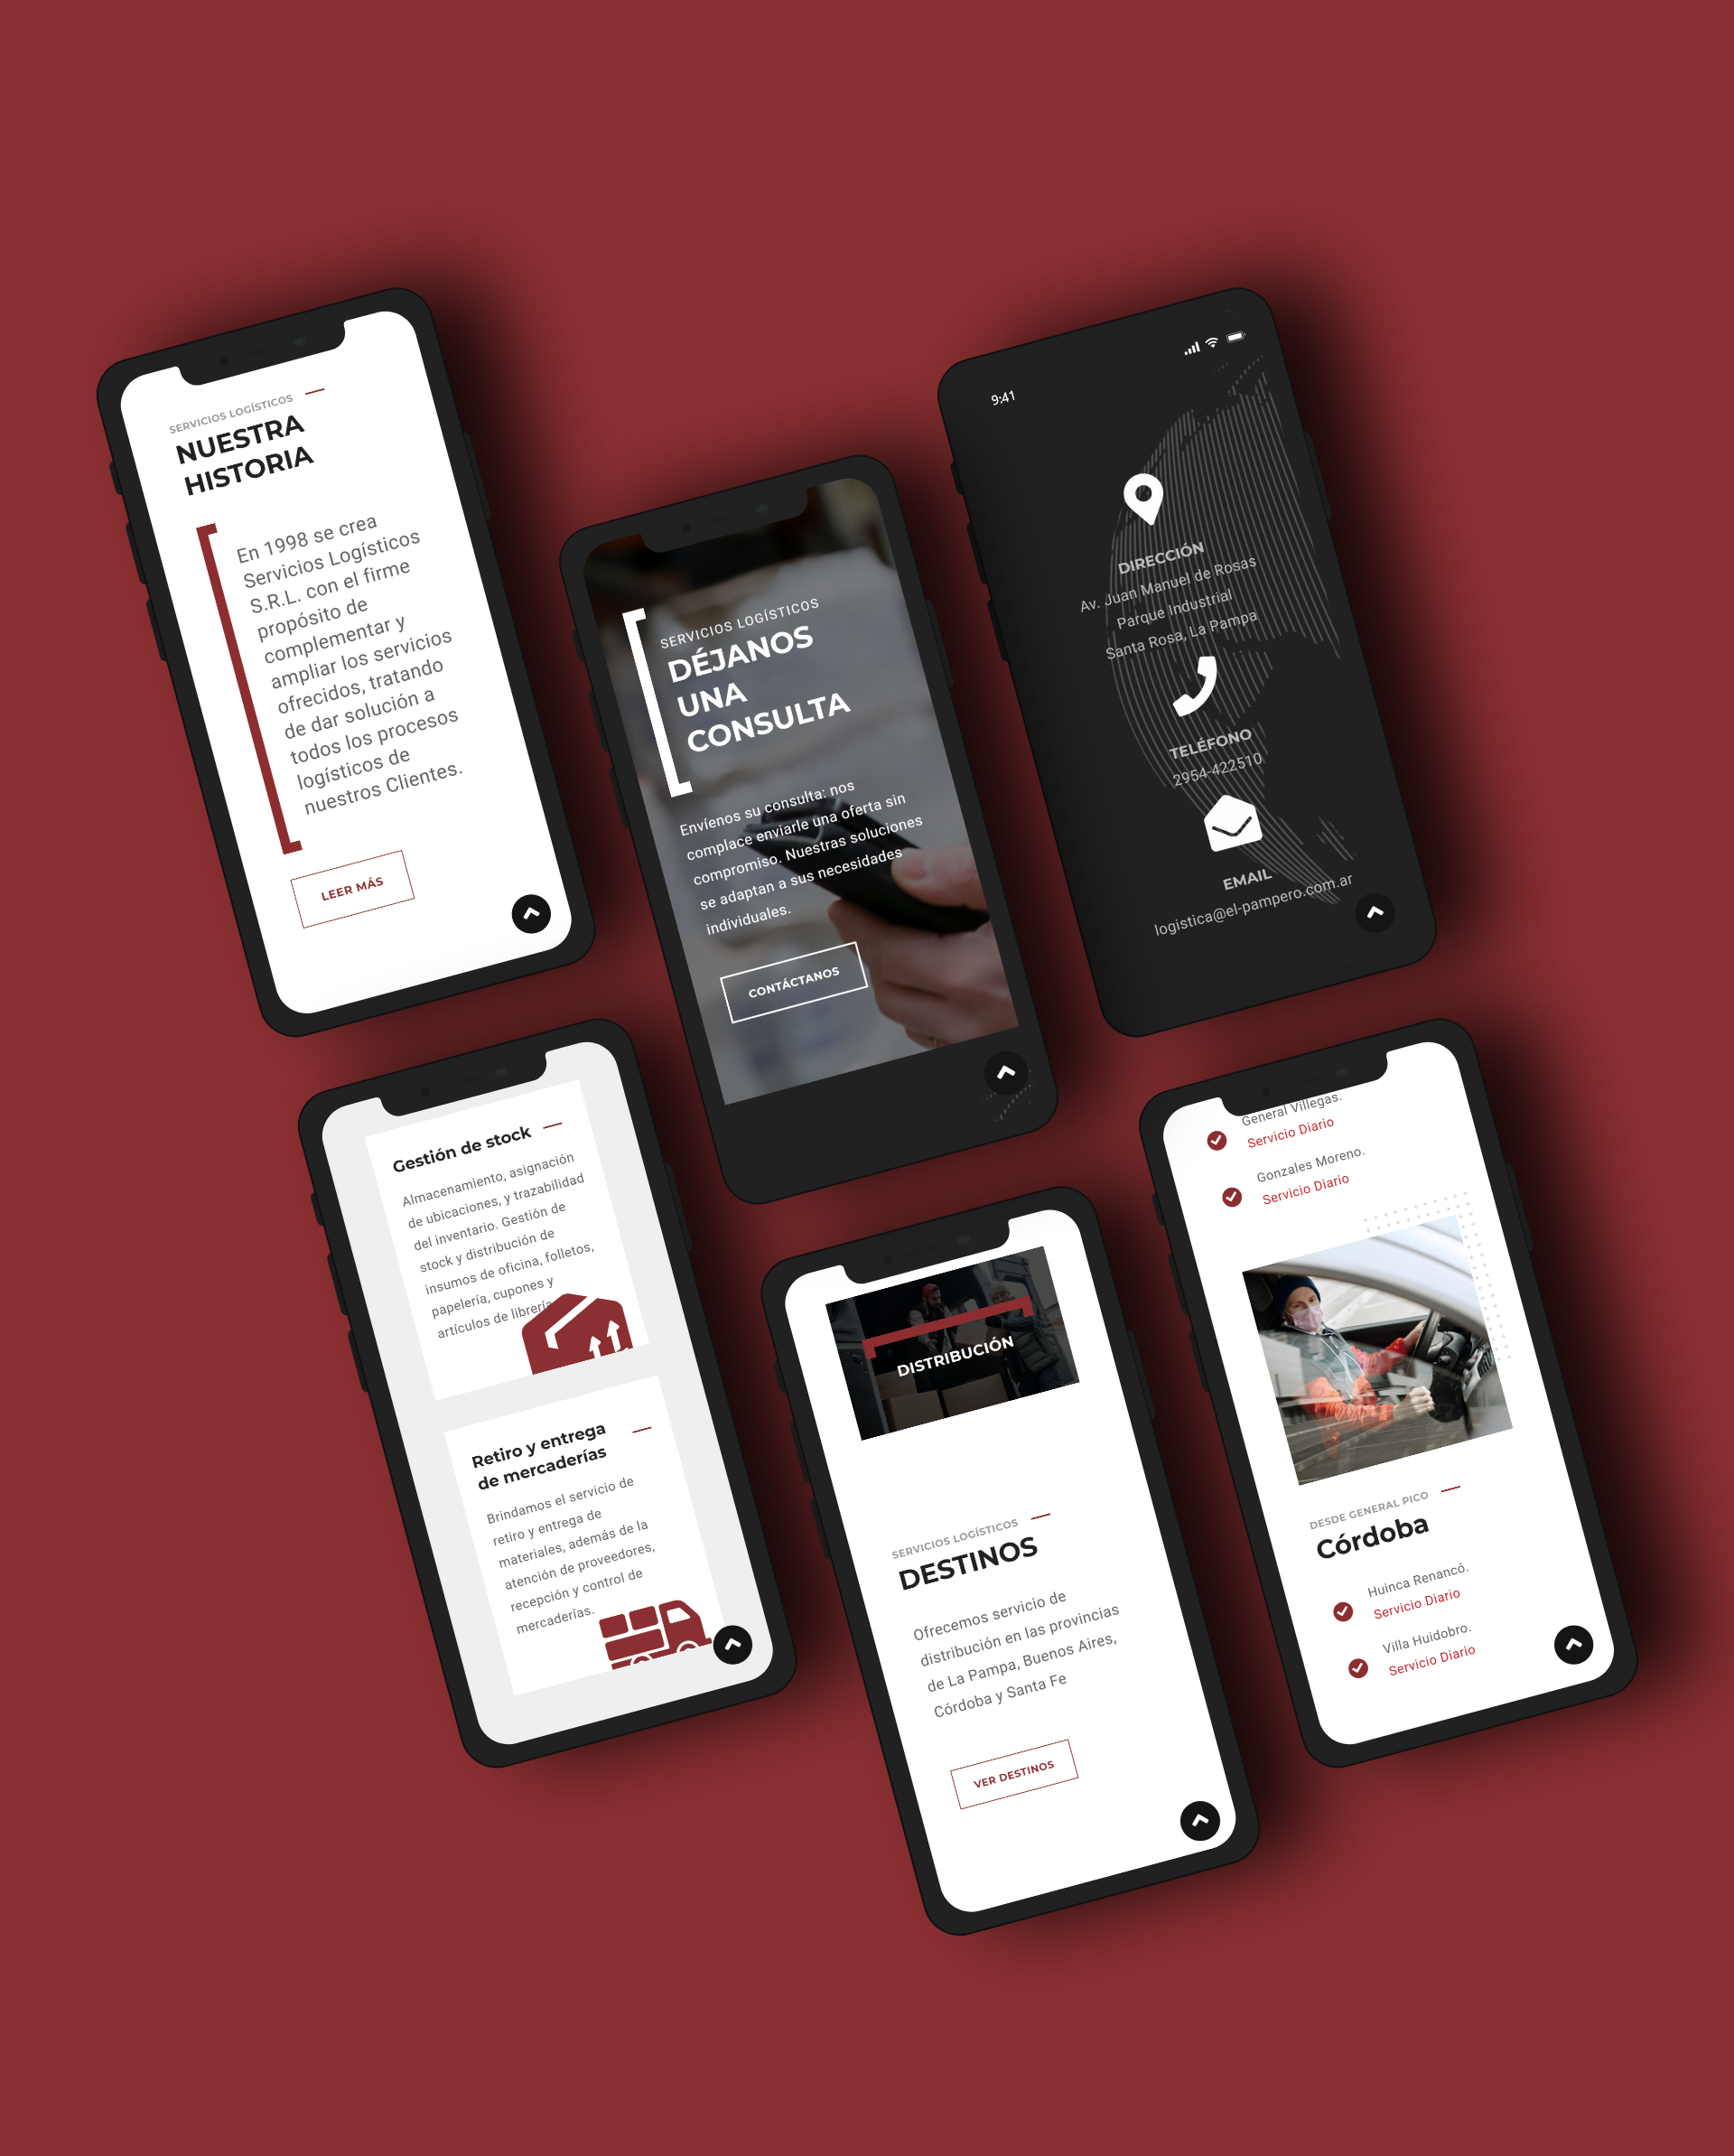 SERVICIOS LOGÍSTICOS
NUESTRA
HISTORIA
En 1998 se crea
Servicios Logísticos
S.R.L. con el firme
propósito de
complementar y
ampliar los servicios
ofrecidos, tratando
de dar solución a
todos los procesos
logísticos de
nuestros Clientes.
LEER MÁS
SERVICIOS LOGÍSTICOS
DÉJANOS
UNA
CONSULTA
Envíenos su consulta: nos
complace enviarle una oferta sin
compromiso. Nuestras soluciones
se adaptan a sus necesidades
individuales.
CONTÁCTANOS
9:41
DIRECCIÓN
Av. Juan Manuel de Rosas
Parque Industrial
Santa Rosa, La Pampa
TELÉFONO
2954-422510
EMAIL
logistica@el-pampero.com.ar
Gestión de stock
Almacenamiento, asignación
de ubicaciones, y trazabilidad
del inventario. Gestión de
stock y distribución de
insumos de oficina, folletos,
papelería, cupones y
artículos de librería
Retiro y entrega
de mercaderías
Brindamos el servicio de
retiro y entrega de
materiales, además de la
atención de proveedores,
recepción y control de
mercaderías.
DISTRIBUCIÓN
SERVICIOS LOGÍSTICOS
DESTINOS
Ofrecemos servicio de
distribución en las provincias
de La Pampa, Buenos Aires,
Córdoba y Santa Fe
VER DESTINOS
General Villegas.
Servicio Diario
Gonzales Moreno.
Servicio Diario
DESDE GENERAL PICO
Córdoba
Huinca Renancó.
Servicio Diario
Villa Huidobro.
Servicio Diario